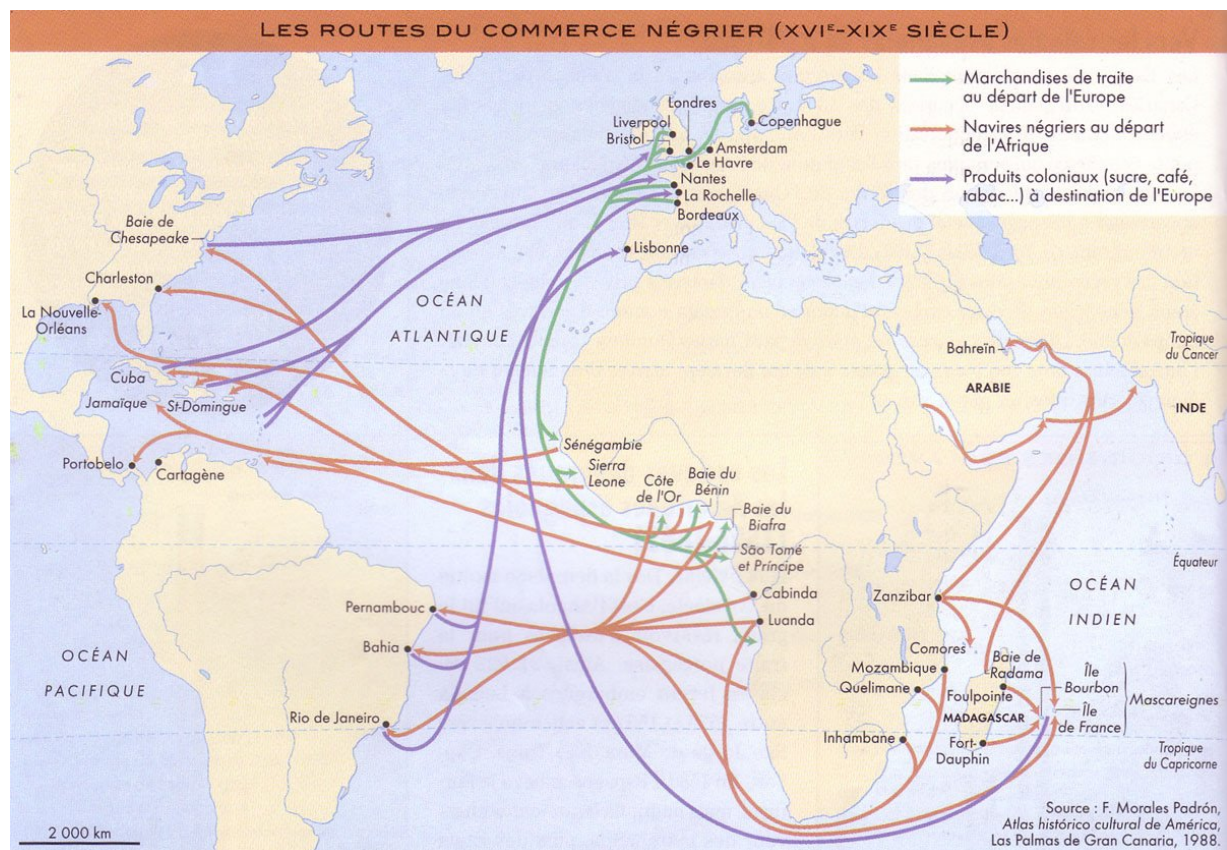 LES ROUTES DU COMMERCE NÉGRIER (XVIE-XIXE SIÈCLE)
Marchandises de traite
au départ de l'Europe
Navires négriers au départ
de l'Afrique
Produits coloniaux (sucre, café,
tabac...) à destination de l'Europe
Londres
Liverpool
Bristol
Copenhague
Amsterdam
Le Havre
Nantes
La Rochelle
Bordeaux
Lisbonne
Baie de
Chesapeake
Charleston
La Nouvelle-
Orléans
OCÉAN
ATLANTIQUE
Cuba
Jamaïque
St-Domingue
Portobelo
Cartagène
Bahreïn
ARABIE
INDE
Tropique
du Cancer
Sénégambie
Sierra
Leone
Côte
de l'Or
Baie du
Bénin
Baie du
Biafra
São Tomé
et Príncipe
Équateur
Cabinda
Luanda
Zanzibar
OCÉAN
INDIEN
Pernambouc
Bahia
Rio de Janeiro
OCÉAN
PACIFIQUE
Comores
Mozambique
Quelimane
Inhambane
Baie de
Radama
Foulpointe
MADAGASCAR
Fort-
Dauphin
Île
Bourbon
Île
de France
Mascareignes
Tropique
du Capricorne
2 000 km
Source : F. Morales Padrón,
Atlas histórico cultural de América,
Las Palmas de Gran Canaria, 1988.